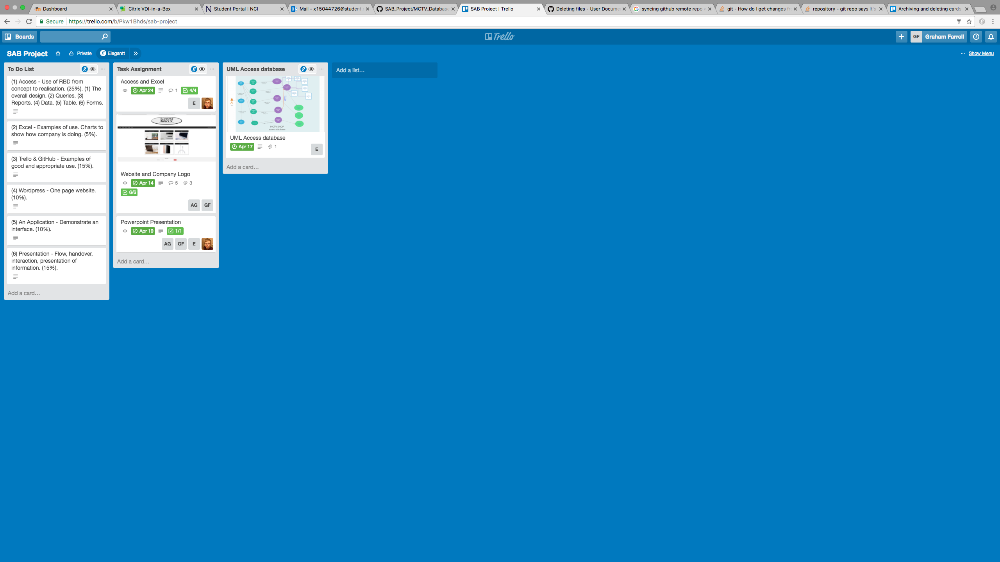 Dashboard
Citrix VDI-in-a-Box
Student Portal | NCI
Mail - x15044726@student.
SAB_Project/MCTV_Database
SAB Project | Trello
Deleting files - User Docume
syncing github remote repo w
git - How do I get changes fr
repository - git repo says it's
Archiving and deleting cards
Secure https://trello.com/b/Pkw1Bhds/sab-project
Boards
Trello
GF Graham Farrell
SAB Project
Private
Elegantt
Show Menu
To Do List
(1) Access - Use of RBD from
concept to realisation. (25%). (1) The
overall design. (2) Queries. (3)
Reports. (4) Data. (5) Table. (6) Forms.
(2) Excel - Examples of use. Charts to
show how company is doing. (5%).
(3) Trello & GitHub - Examples of
good and appropriate use. (15%).
(4) Wordpress - One page website.
(10%).
(5) An Application - Demonstrate an
interface. (10%).
(6) Presentation - Flow, handover,
interaction, presentation of
information. (15%).
Add a card…
Task Assignment
Access and Excel
Apr 24 1 4/4
E
MCTV
Website and Company Logo
Apr 14 5 3
6/6
AG GF
Powerpoint Presentation
Apr 19 1/1
AG GF E
Add a card…
UML Access database
MCTV SHOP
access database
UML Access database
Apr 17 1
E
Add a card…
Add a list…